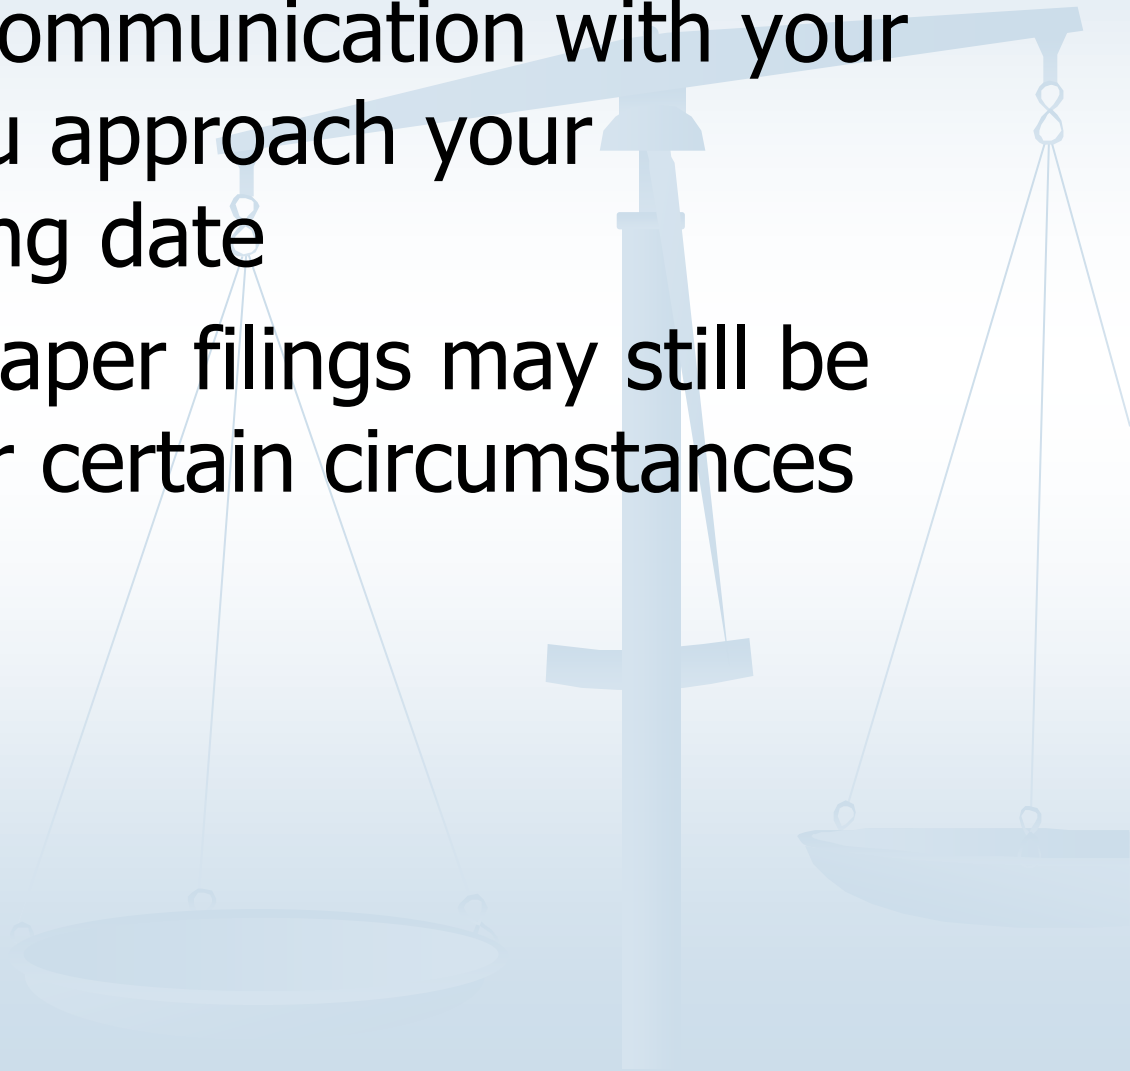 ommunication with your
u approach your
ng date
aper filings may still be
r certain circumstances